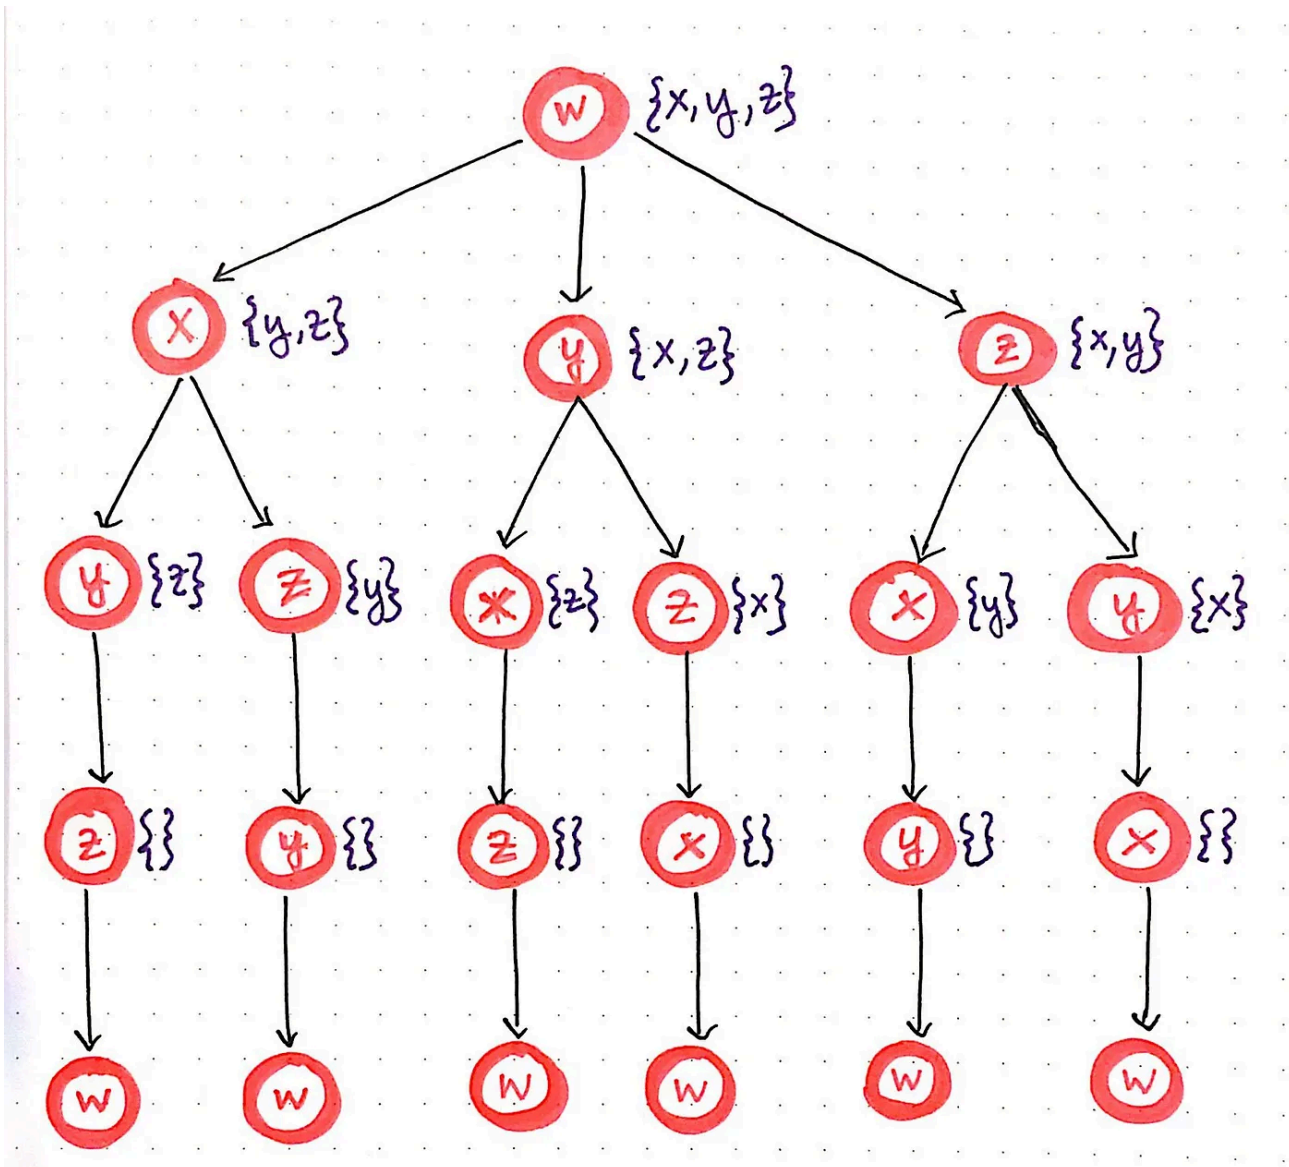 w {x,y,z}
x {y,z} y {x,z} z {x,y}
y {z} z {y} x {z} z {x} x {y} y {x}
z {} y {} z {} x {} y {} x {}
w w w w w w